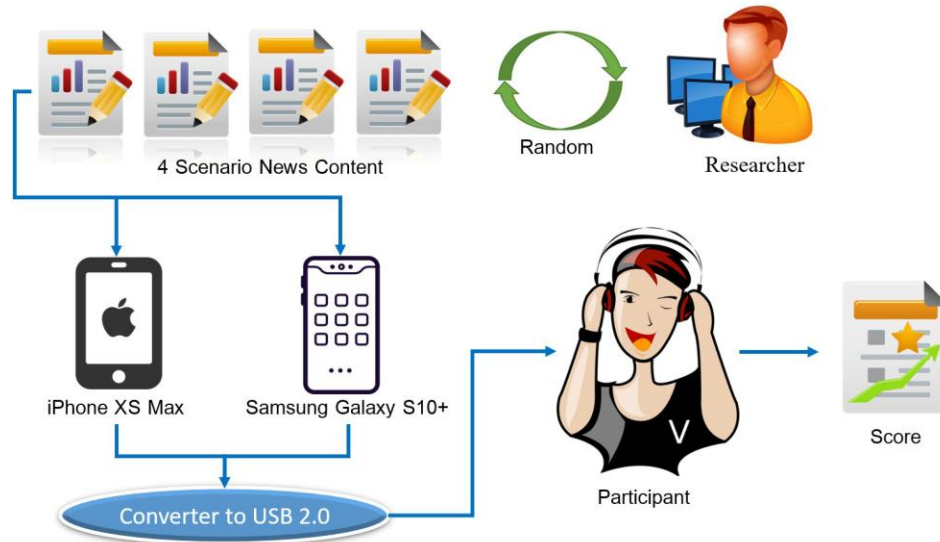 4 Scenario News Content
Random
Researcher
iPhone XS Max
Samsung Galaxy S10+
Converter to USB 2.0
V
Participant
Score